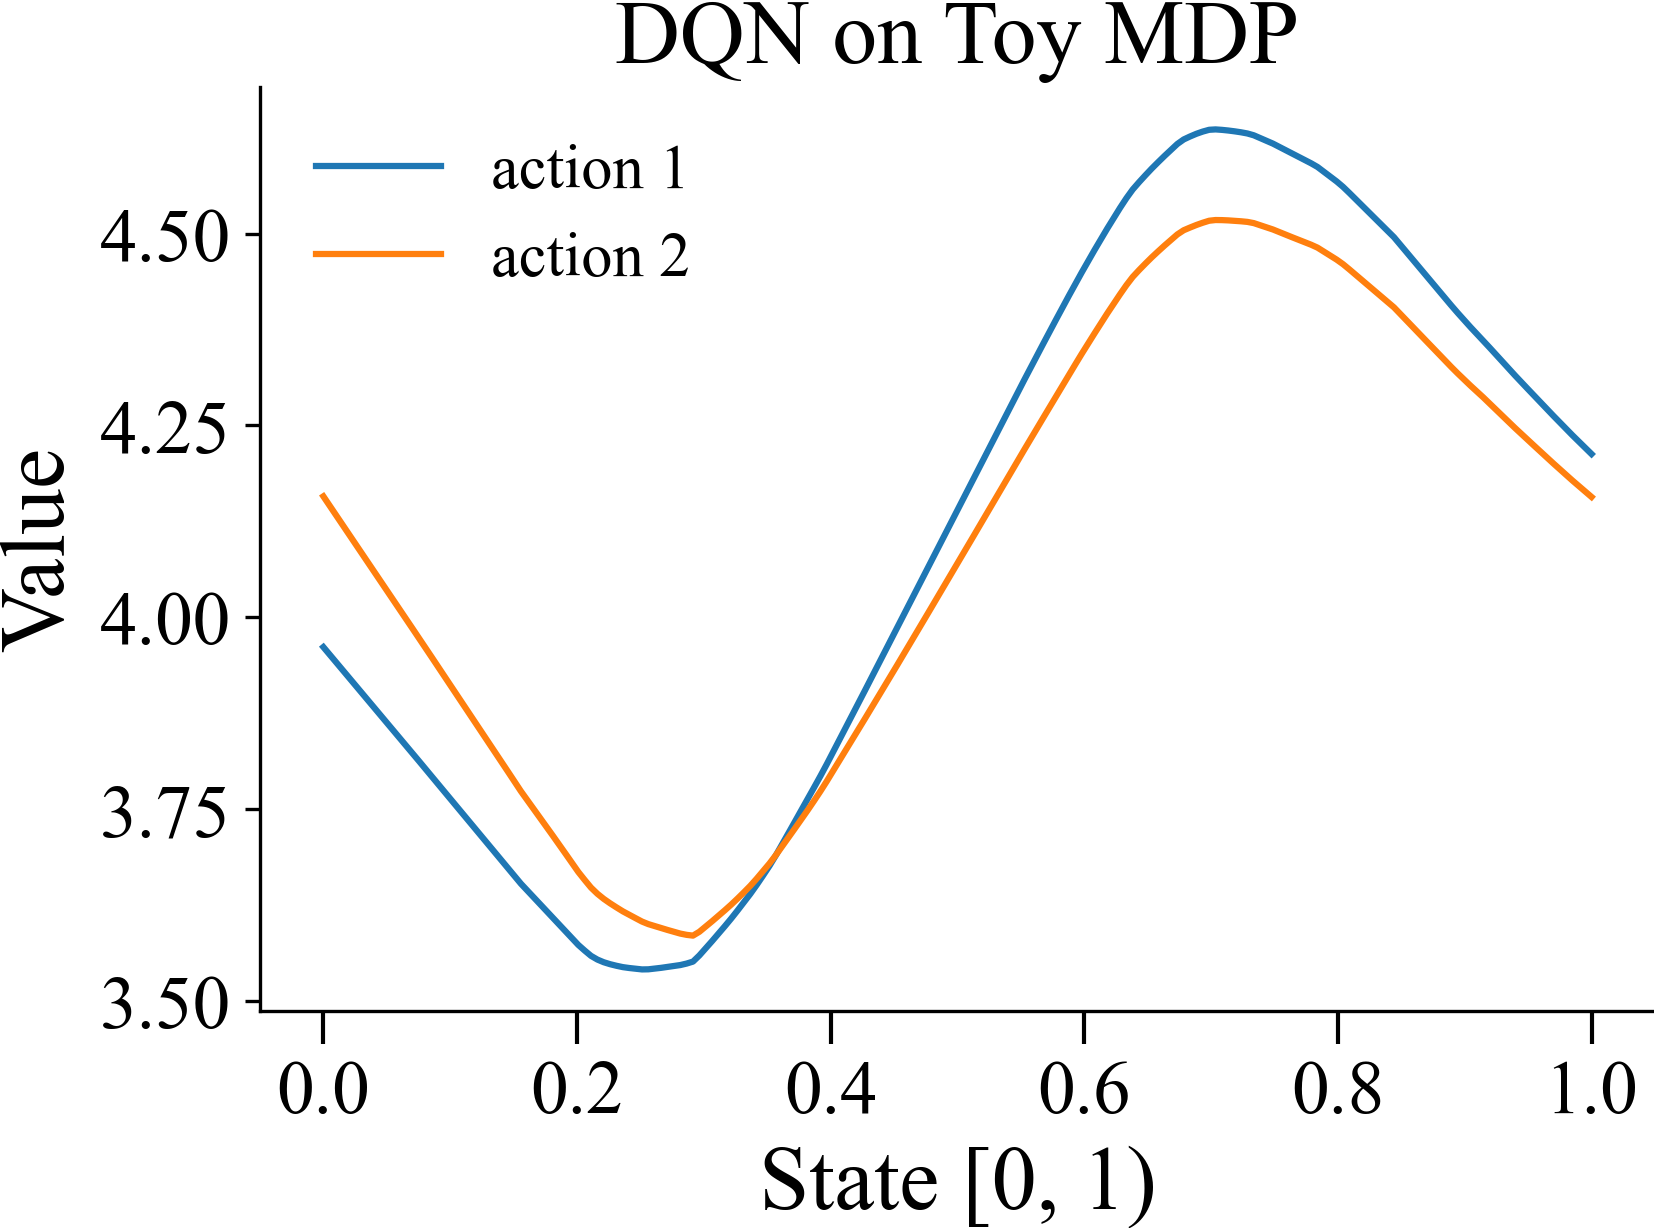 DQN on Toy MDP
action 1
action 2
Value
4.50
4.25
4.00
3.75
3.50
0.0 0.2 0.4 0.6 0.8 1.0
State [0, 1)